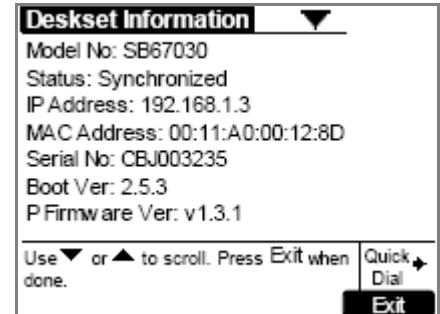 Deskset Information
Model No: SB67030
Status: Synchronized
IP Address: 192.168.1.3
MAC Address: 00:11:A0:00:12:8D
Serial No: CBJ003235
Boot Ver: 2.5.3
P Firmware Ver: v1.3.1
Use ▼ or ▲ to scroll. Press Exit when
done.
Quick
Dial
Exit